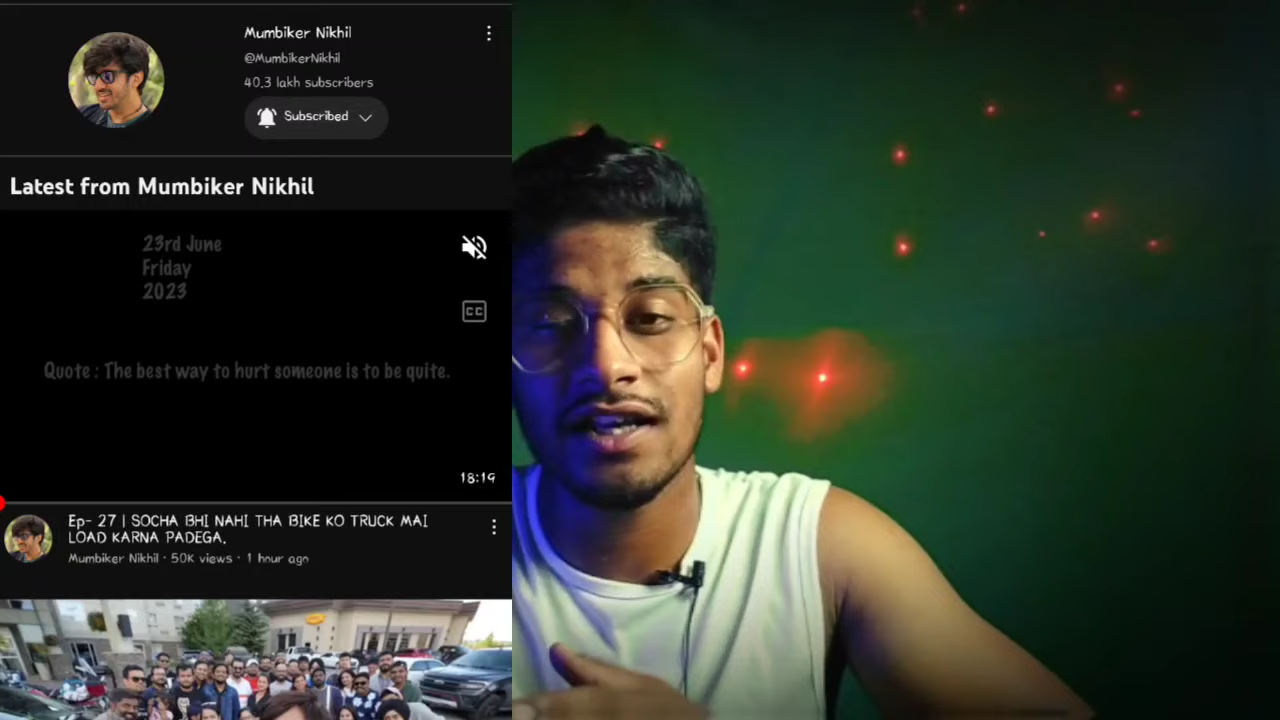 Mumbiker Nikhil
@MumbikerNikhil
40.3 lakh subscribers
Subscribed
Latest from Mumbiker Nikhil
23rd June
Friday
2023
CC
Quote : The best way to hurt someone is to be quite.
18:19
Ep- 27 | SOCHA BHI NAHI THA BIKE KO TRUCK MAI
LOAD KARNA PADEGA.
Mumbiker Nikhil · 50K views · 1 hour ago